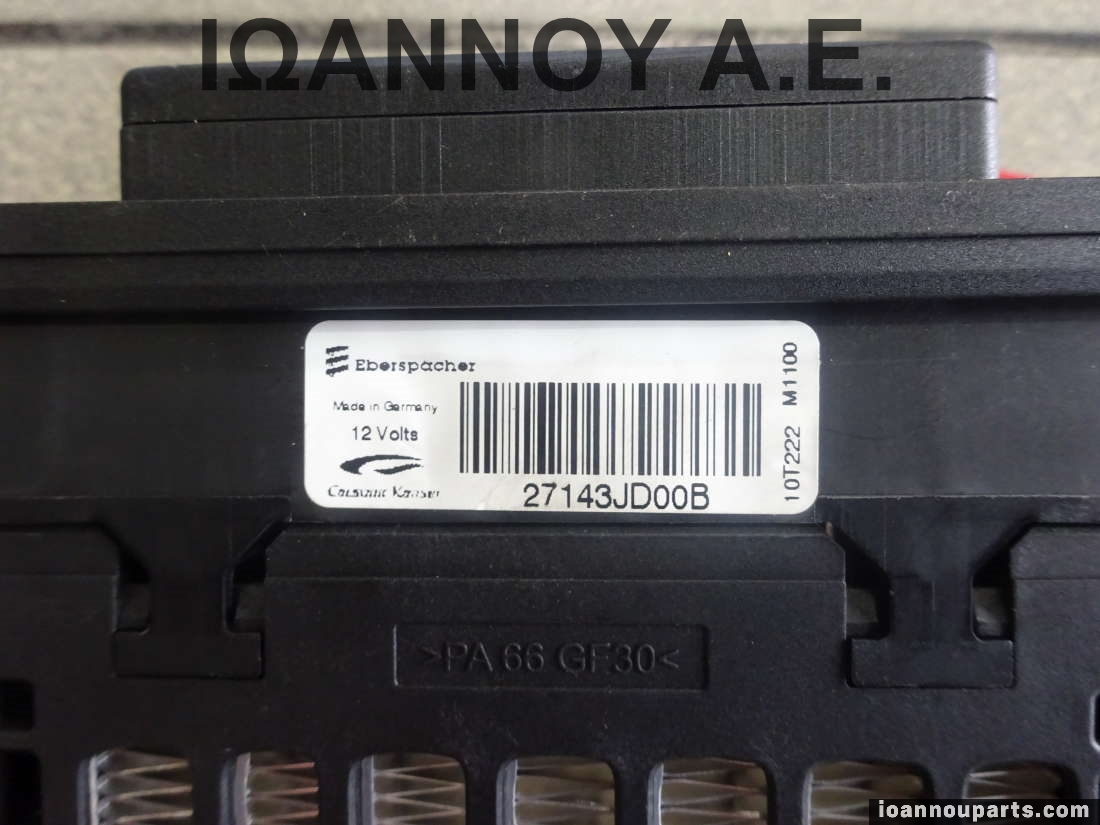 ΙΩΑΝΝΟΥ Α.Ε.
Eberspächer
Made in Germany
12 Volts
27143JD00B
10T222 M1100
>PA 66 GF30<
ioannouparts.com